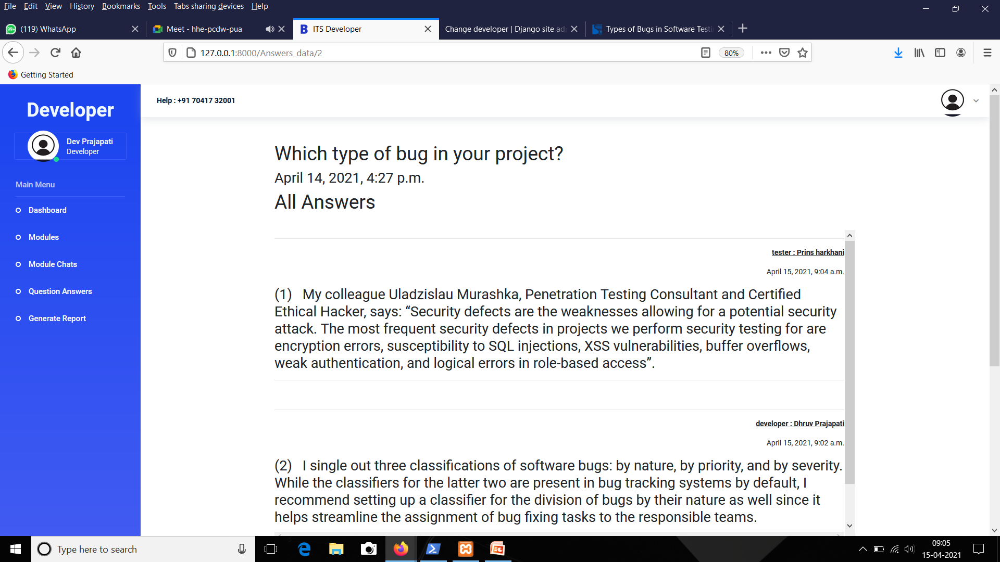 File Edit View History Bookmarks Tools Tabs sharing devices Help
99+ (119) WhatsApp
Meet - hhe-pcdw-pua
B ITS Developer
Change developer | Django site ad
Types of Bugs in Software Testi
127.0.0.1:8000/Answers_data/2
80%
Getting Started
Developer
Dev Prajapati
Developer
Main Menu
Dashboard
Modules
Module Chats
Question Answers
Generate Report
Help : +91 70417 32001
Which type of bug in your project?
April 14, 2021, 4:27 p.m.
All Answers
tester : Prins harkhani
April 15, 2021, 9:04 a.m.
(1) My colleague Uladzislau Murashka, Penetration Testing Consultant and Certified
Ethical Hacker, says: “Security defects are the weaknesses allowing for a potential security
attack. The most frequent security defects in projects we perform security testing for are
encryption errors, susceptibility to SQL injections, XSS vulnerabilities, buffer overflows,
weak authentication, and logical errors in role-based access”.
developer : Dhruv Prajapati
April 15, 2021, 9:02 a.m.
(2) I single out three classifications of software bugs: by nature, by priority, and by severity.
While the classifiers for the latter two are present in bug tracking systems by default, I
recommend setting up a classifier for the division of bugs by their nature as well since it
helps streamline the assignment of bug fixing tasks to the responsible teams.
Type here to search
09:05
15-04-2021